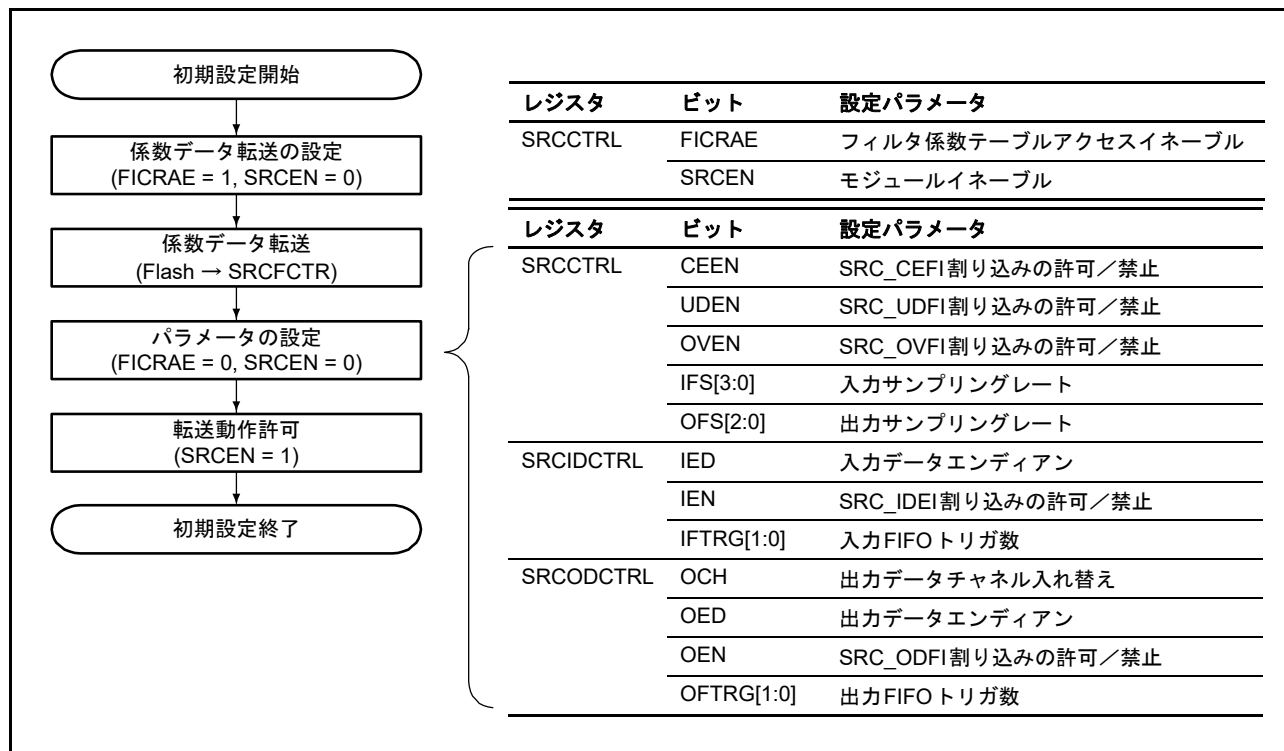 初期設定開始
係数データ転送の設定
(FICRAE = 1, SRCEN = 0)
係数データ転送
(Flash → SRCFCTR)
パラメータの設定
(FICRAE = 0, SRCEN = 0)
転送動作許可
(SRCEN = 1)
初期設定終了
レジスタ ビット 設定パラメータ
SRCCTRL FICRAE フィルタ係数テーブルアクセスイネーブル
SRCEN モジュールイネーブル
レジスタ ビット 設定パラメータ
SRCCTRL CEEN SRC_CEFI割り込みの許可／禁止
UDEN SRC_UDFI割り込みの許可／禁止
OVEN SRC_OVFI割り込みの許可／禁止
IFS[3:0] 入力サンプリングレート
OFS[2:0] 出力サンプリングレート
SRCIDCTRL IED 入力データエンディアン
IEN SRC_IDEI割り込みの許可／禁止
IFTRG[1:0] 入力FIFOトリガ数
SRCODCTRL OCH 出力データチャネル入れ替え
OED 出力データエンディアン
OEN SRC_ODFI割り込みの許可／禁止
OFTRG[1:0] 出力FIFOトリガ数